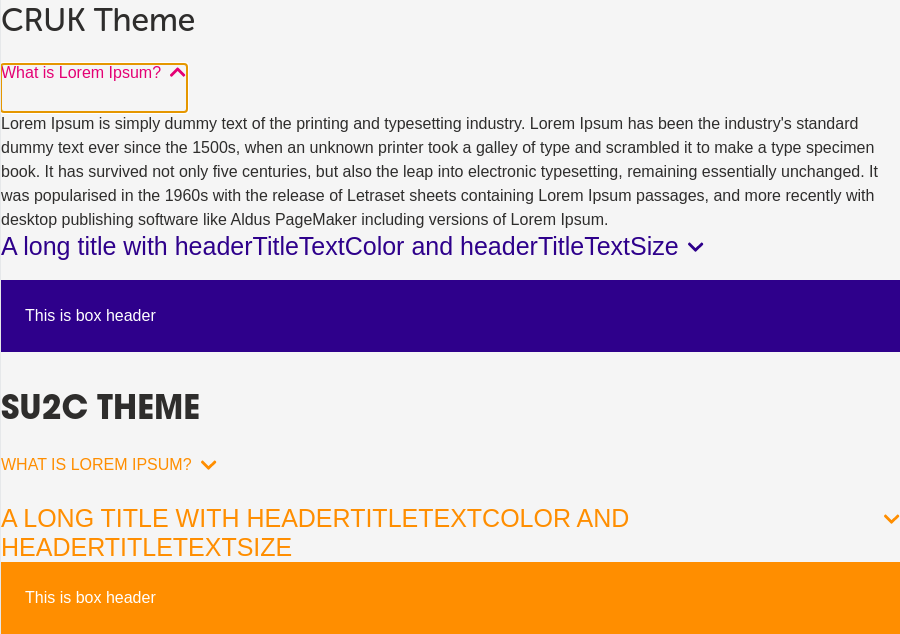 CRUK Theme
What is Lorem Ipsum?
Lorem Ipsum is simply dummy text of the printing and typesetting industry. Lorem Ipsum has been the industry's standard
dummy text ever since the 1500s, when an unknown printer took a galley of type and scrambled it to make a type specimen
book. It has survived not only five centuries, but also the leap into electronic typesetting, remaining essentially unchanged. It
was popularised in the 1960s with the release of Letraset sheets containing Lorem Ipsum passages, and more recently with
desktop publishing software like Aldus PageMaker including versions of Lorem Ipsum.
A long title with headerTitleTextColor and headerTitleTextSize
This is box header
SU2C THEME
WHAT IS LOREM IPSUM?
A LONG TITLE WITH HEADERTITLETEXTCOLOR AND
HEADERTITLETEXTSIZE
This is box header